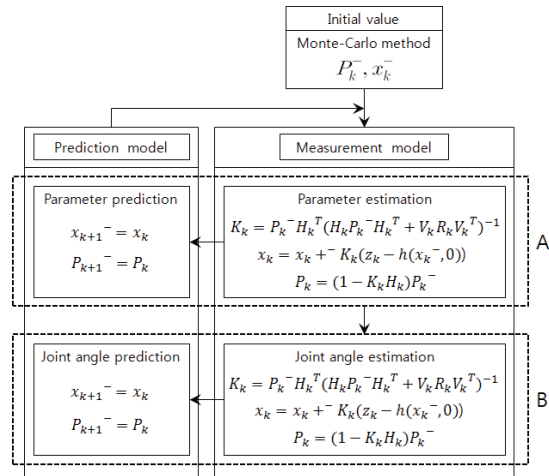 Initial value
Monte-Carlo method
P_k^-, x_k^-
Prediction model
Measurement model
Parameter prediction
x_{k+1}^- = x_k
P_{k+1}^- = P_k
Parameter estimation
K_k = P_k^- H_k^T (H_k P_k^- H_k^T + V_k R_k V_k^T)^{-1}
x_k = x_k +^- K_k(z_k − h(x_k^-, 0))
P_k = (1 − K_k H_k)P_k^-
A
Joint angle prediction
x_{k+1}^- = x_k
P_{k+1}^- = P_k
Joint angle estimation
K_k = P_k^- H_k^T (H_k P_k^- H_k^T + V_k R_k V_k^T)^{-1}
x_k = x_k +^- K_k(z_k − h(x_k^-, 0))
P_k = (1 − K_k H_k)P_k^-
B